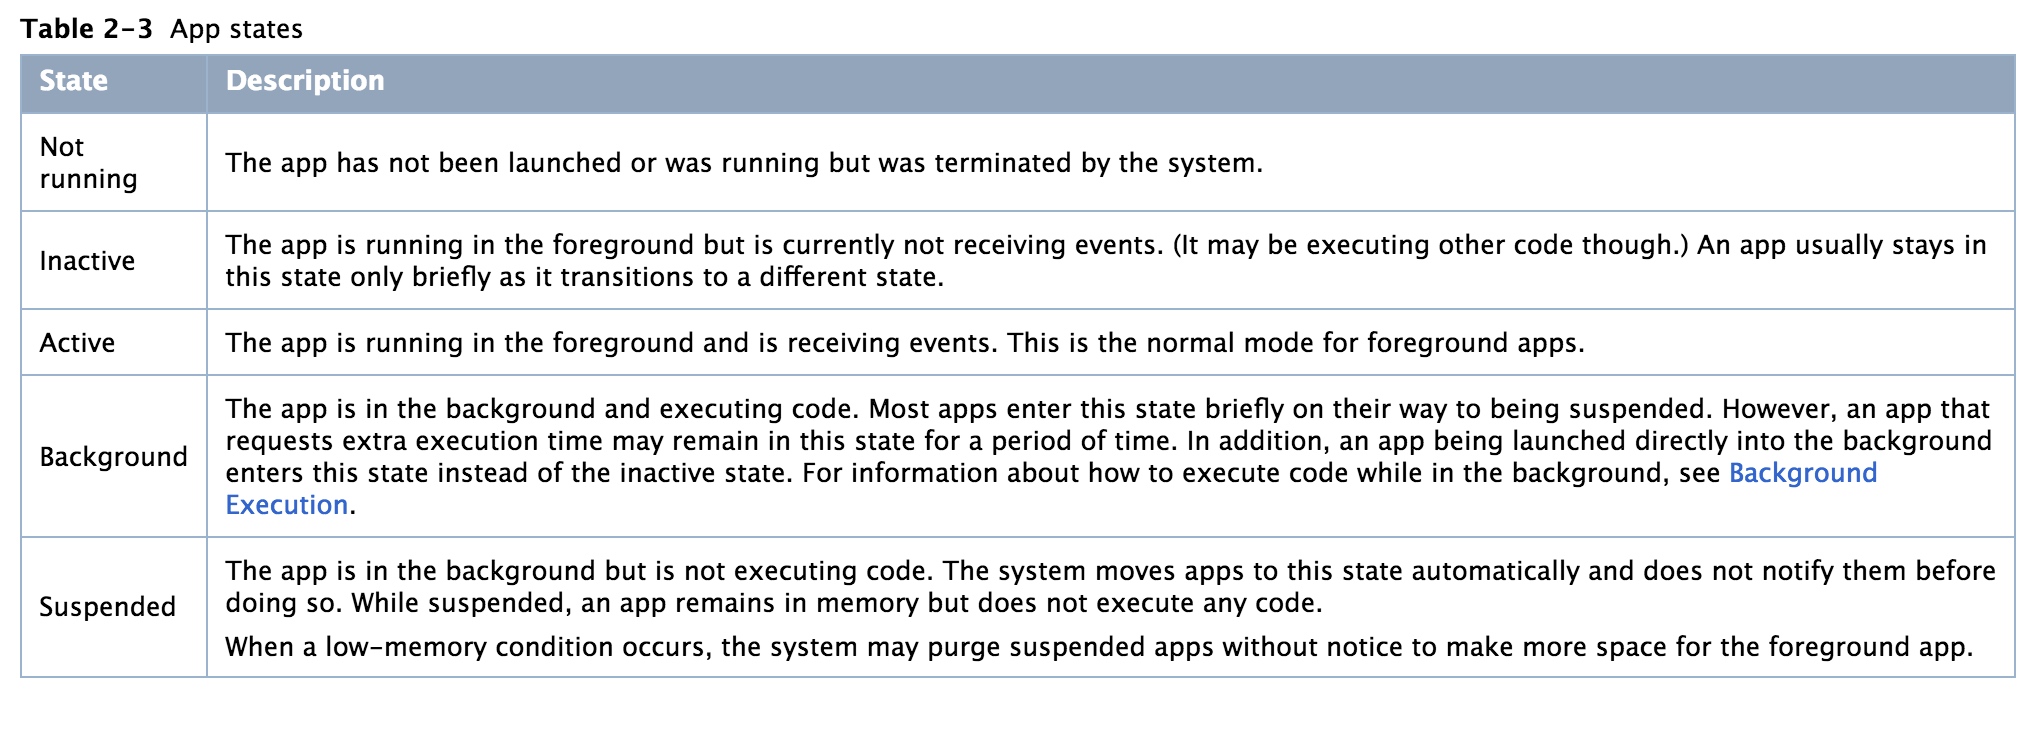 Table 2-3 App states
State
Description
Not
running
The app has not been launched or was running but was terminated by the system.
Inactive
The app is running in the foreground but is currently not receiving events. (It may be executing other code though.) An app usually stays in
this state only briefly as it transitions to a different state.
Active
The app is running in the foreground and is receiving events. This is the normal mode for foreground apps.
Background
The app is in the background and executing code. Most apps enter this state briefly on their way to being suspended. However, an app that
requests extra execution time may remain in this state for a period of time. In addition, an app being launched directly into the background
enters this state instead of the inactive state. For information about how to execute code while in the background, see Background
Execution.
Suspended
The app is in the background but is not executing code. The system moves apps to this state automatically and does not notify them before
doing so. While suspended, an app remains in memory but does not execute any code.
When a low-memory condition occurs, the system may purge suspended apps without notice to make more space for the foreground app.